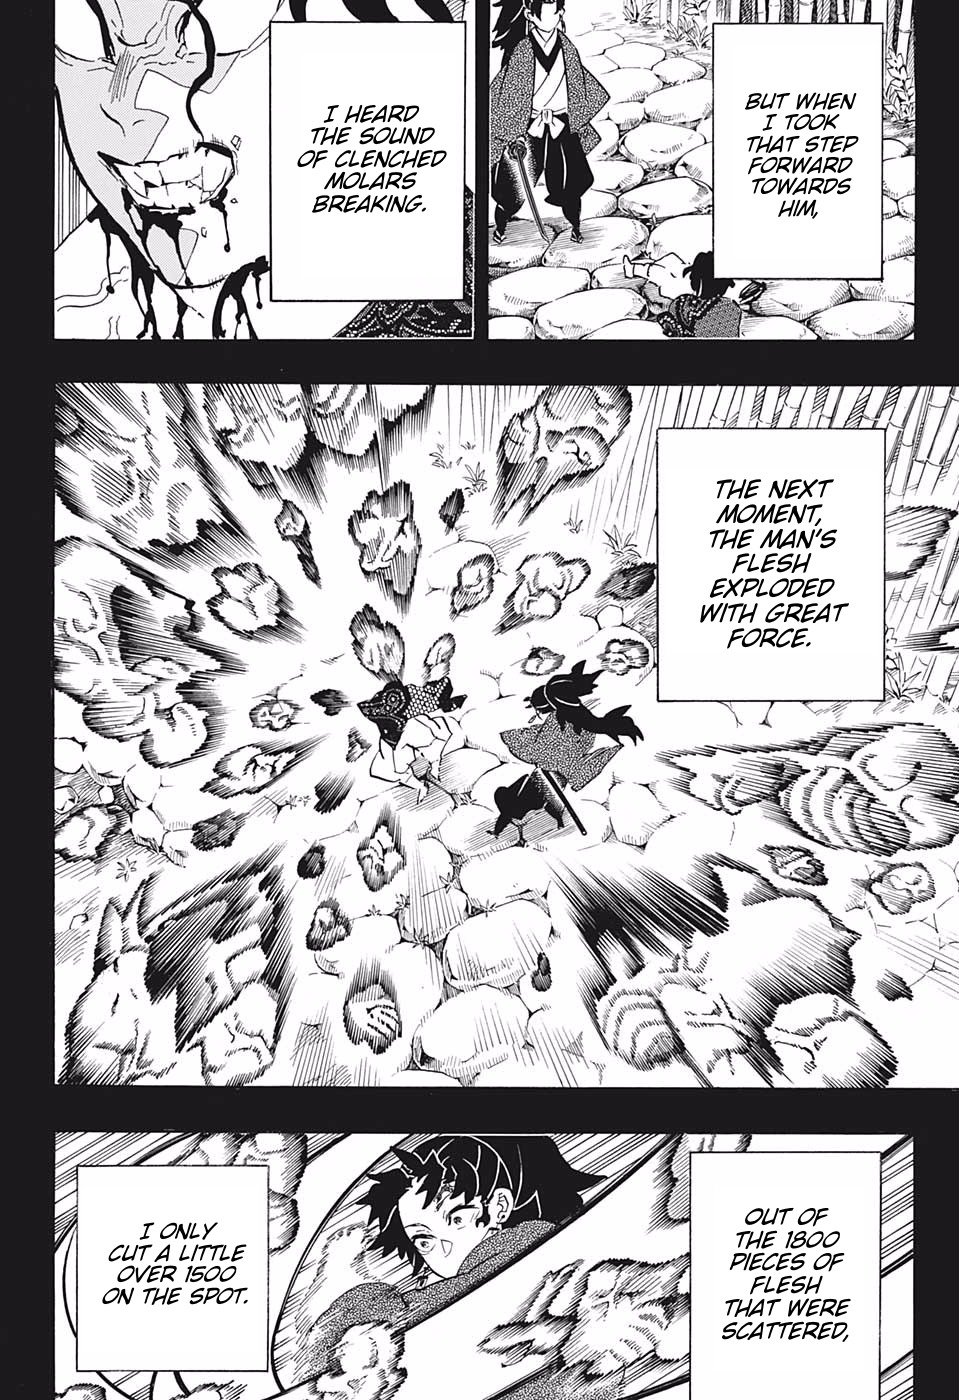 BUT WHEN
I TOOK
THAT STEP
FORWARD
TOWARDS
HIM,
I HEARD
THE SOUND
OF CLENCHED
MOLARS
BREAKING.
THE NEXT
MOMENT,
THE MAN'S
FLESH
EXPLODED
WITH GREAT
FORCE.
OUT OF
THE 1800
PIECES OF
FLESH
THAT WERE
SCATTERED,
I ONLY
CUT A LITTLE
OVER 1500
ON THE SPOT.